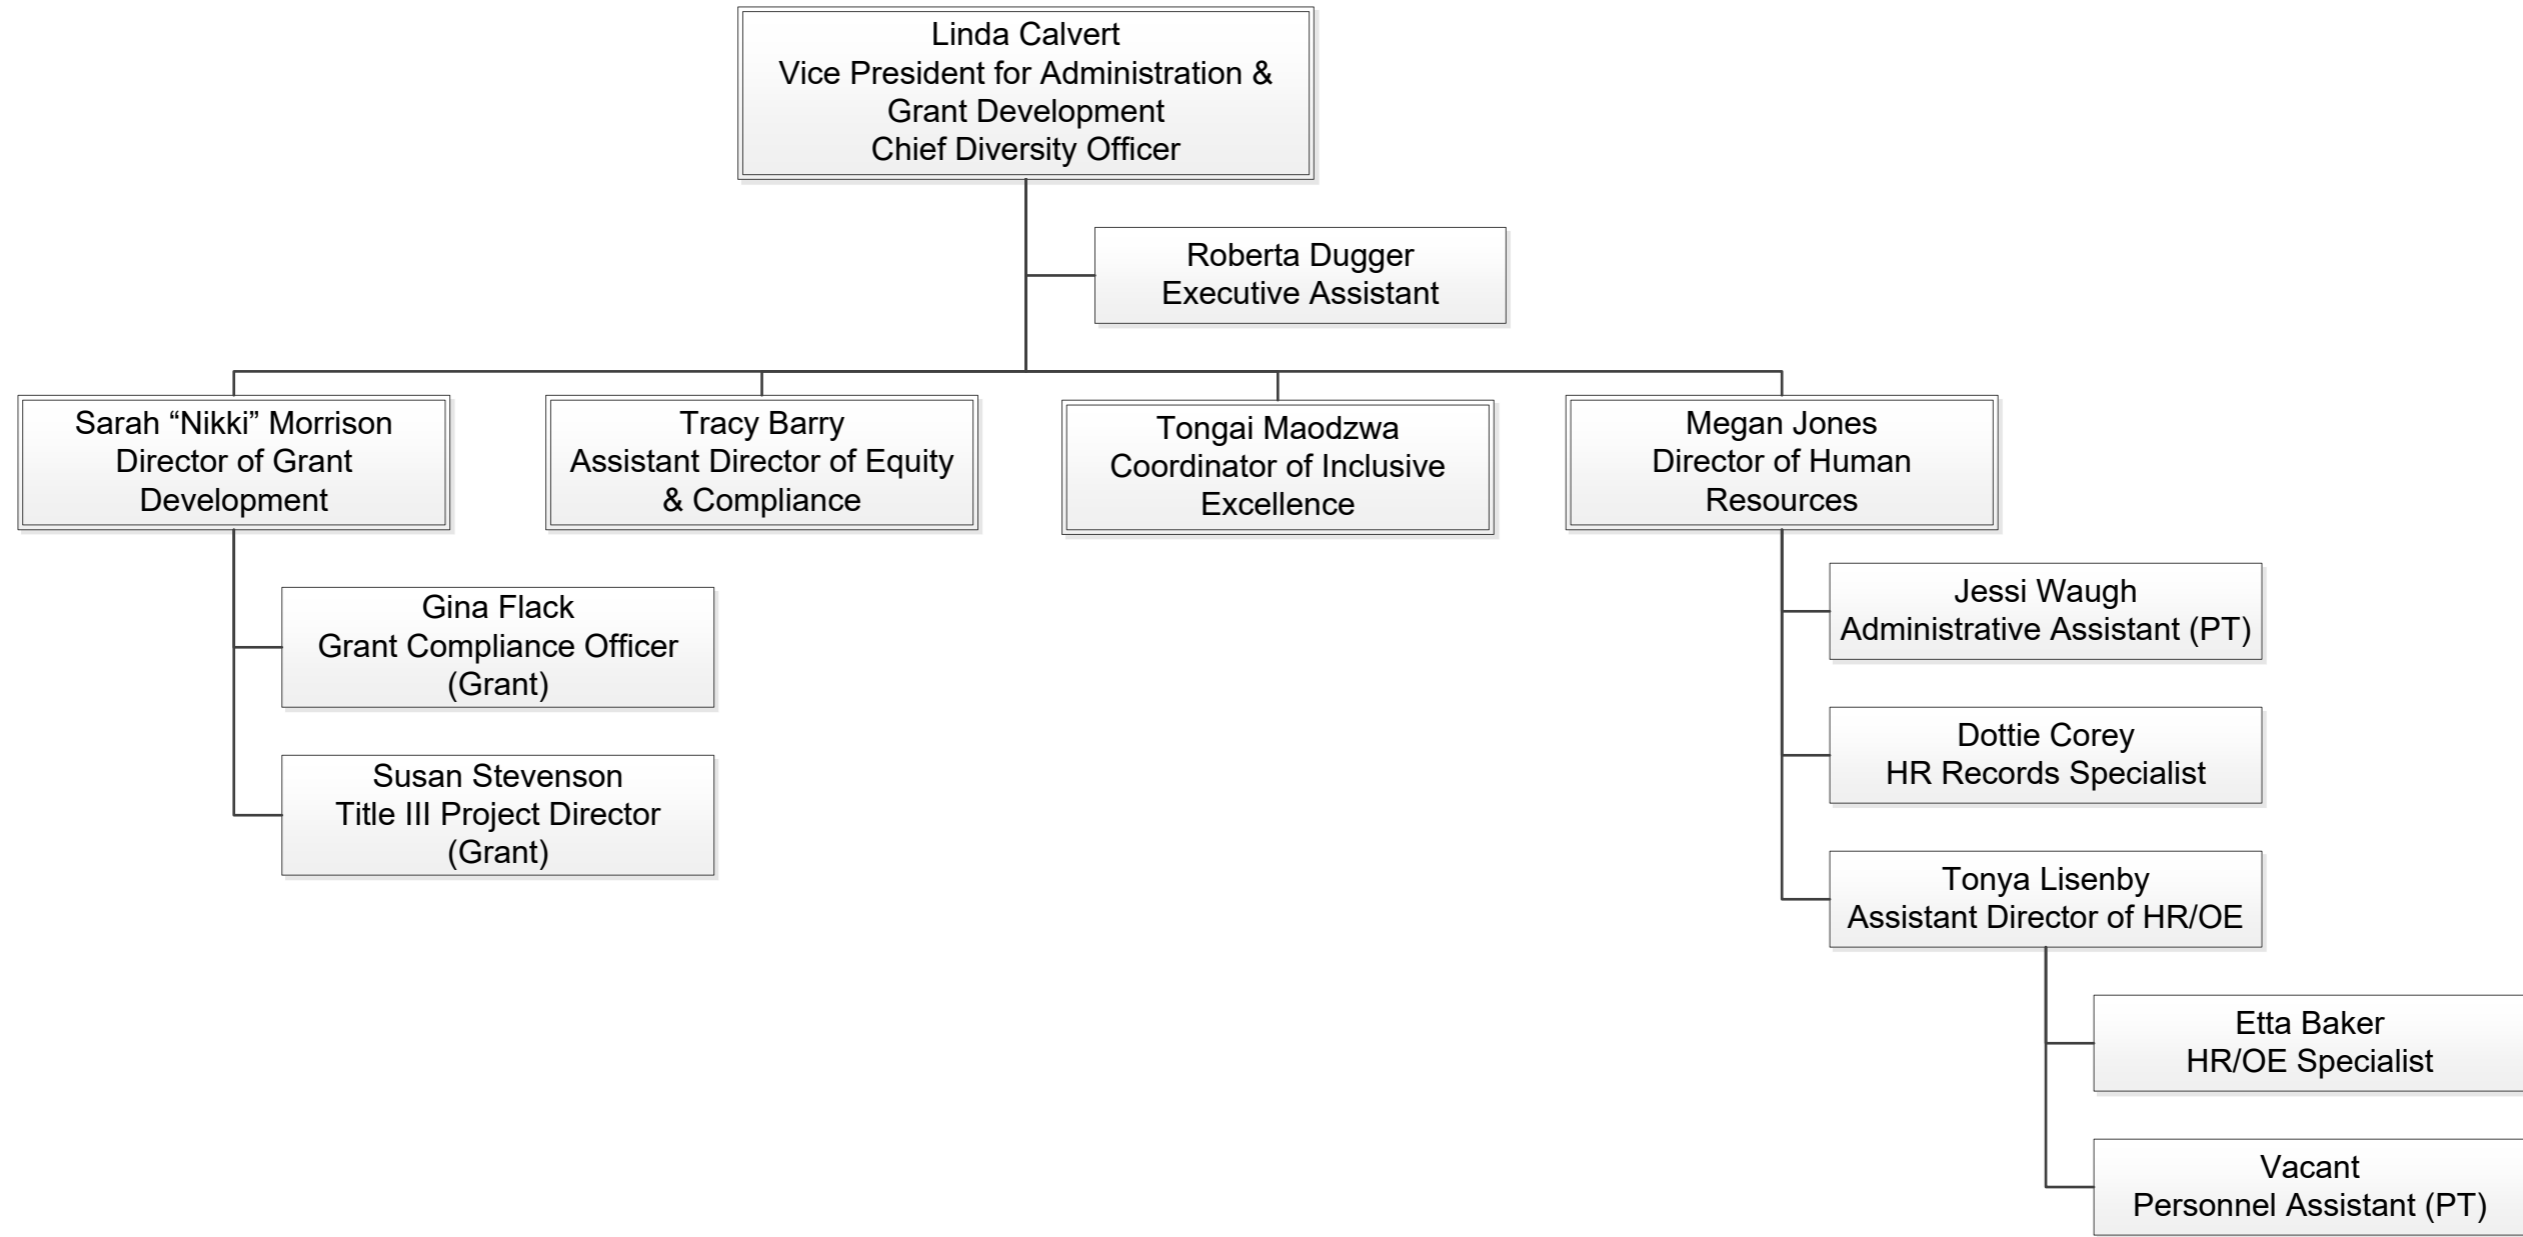 Linda Calvert
Vice President for Administration &
Grant Development
Chief Diversity Officer
Roberta Dugger
Executive Assistant
Sarah “Nikki” Morrison
Director of Grant
Development
Tracy Barry
Assistant Director of Equity
& Compliance
Tongai Maodzwa
Coordinator of Inclusive
Excellence
Megan Jones
Director of Human
Resources
Gina Flack
Grant Compliance Officer
(Grant)
Susan Stevenson
Title III Project Director
(Grant)
Jessi Waugh
Administrative Assistant (PT)
Dottie Corey
HR Records Specialist
Tonya Lisenby
Assistant Director of HR/OE
Etta Baker
HR/OE Specialist
Vacant
Personnel Assistant (PT)